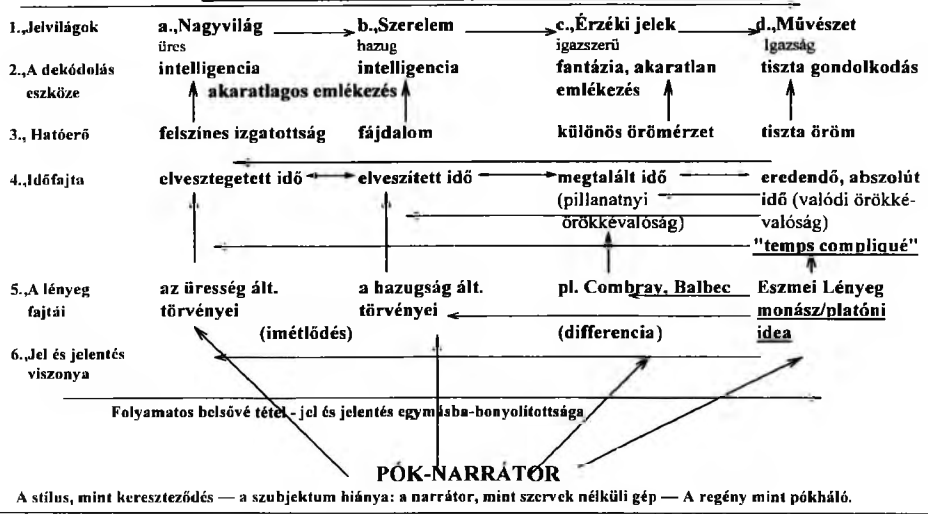 1.,Jelvilágok a.,Nagyvilág b.,Szerelem c.,Érzéki jelek d.,Művészet
üres hazug igazszerű Igazság
2.,A dekódolás intelligencia intelligencia fantázia, akaratlan tiszta gondolkodás
eszköze akaratlagos emlékezés emlékezés
3., Hatóerő felszínes izgatottság fájdalom különös örömérzet tiszta öröm
4.,Időfajta elvesztegetett idő elveszített idő megtalált idő eredendő, abszolút
(pillanatnyi idő (valódi örökké-
örökkévalóság) valóság)
"temps compliqué"
5.,A lényeg az üresség ált. a hazugság ált. pl. Combray, Balbec Eszmei Lényeg
fajtái törvényei törvényei monász/platóni
(imétlődés) (differencia) idea
6.,Jel és jelentés
viszonya
Folyamatos belsővé tétel - jel és jelentés egymásba-bonyolítottsága
PÓK-NARRÁTOR
A stílus, mint kereszteződés — a szubjektum hiánya: a narrátor, mint szervek nélküli gép — A regény mint pókháló.